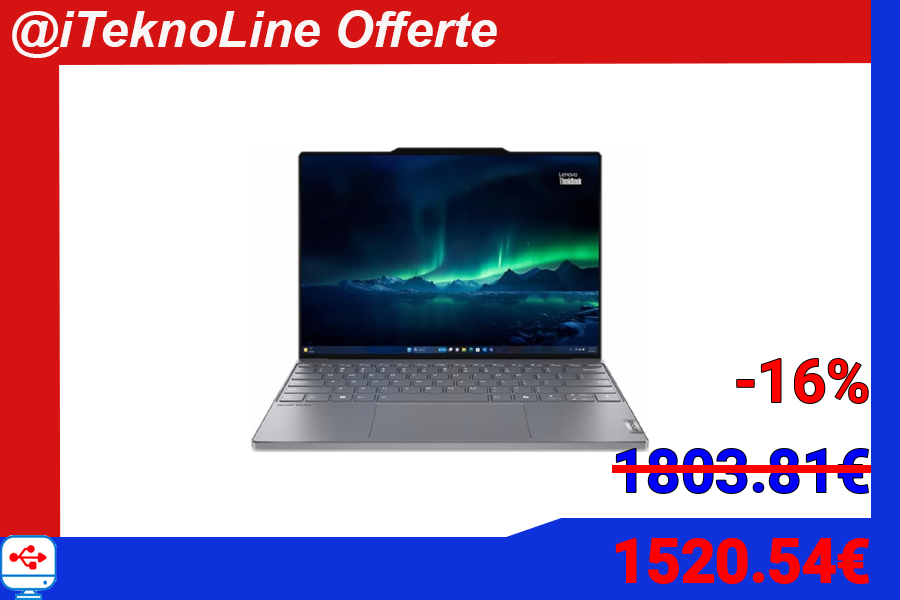 @iTeknoLine Offerte
Lenovo
ThinkBook
-16%
1803.81€
1520.54€